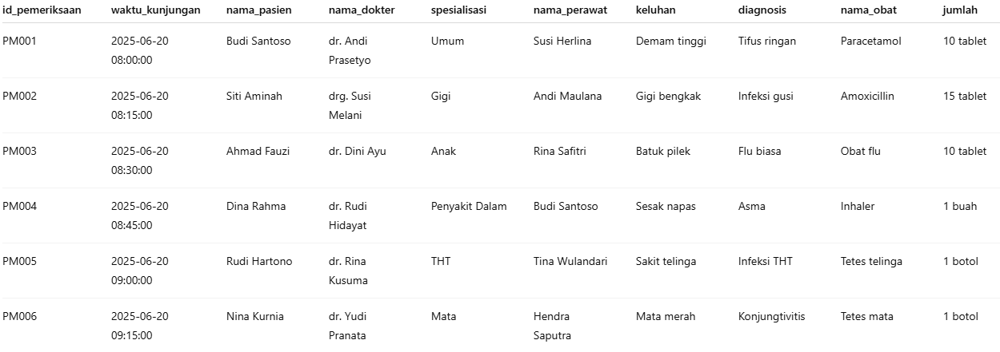 id_pemeriksaan waktu_kunjungan nama_pasien nama_dokter spesialisasi nama_perawat keluhan diagnosis nama_obat jumlah
PM001 2025-06-20 Budi Santoso dr. Andi Umum Susi Herlina Demam tinggi Tifus ringan Paracetamol 10 tablet
08:00:00 Prasetyo
PM002 2025-06-20 Siti Aminah drg. Susi Gigi Andi Maulana Gigi bengkak Infeksi gusi Amoxicillin 15 tablet
08:15:00 Melani
PM003 2025-06-20 Ahmad Fauzi dr. Dini Ayu Anak Rina Safitri Batuk pilek Flu biasa Obat flu 10 tablet
08:30:00
PM004 2025-06-20 Dina Rahma dr. Rudi Penyakit Dalam Budi Santoso Sesak napas Asma Inhaler 1 buah
08:45:00 Hidayat
PM005 2025-06-20 Rudi Hartono dr. Rina THT Tina Wulandari Sakit telinga Infeksi THT Tetes telinga 1 botol
09:00:00 Kusuma
PM006 2025-06-20 Nina Kurnia dr. Yudi Mata Hendra Mata merah Konjungtivitis Tetes mata 1 botol
09:15:00 Pranata Saputra